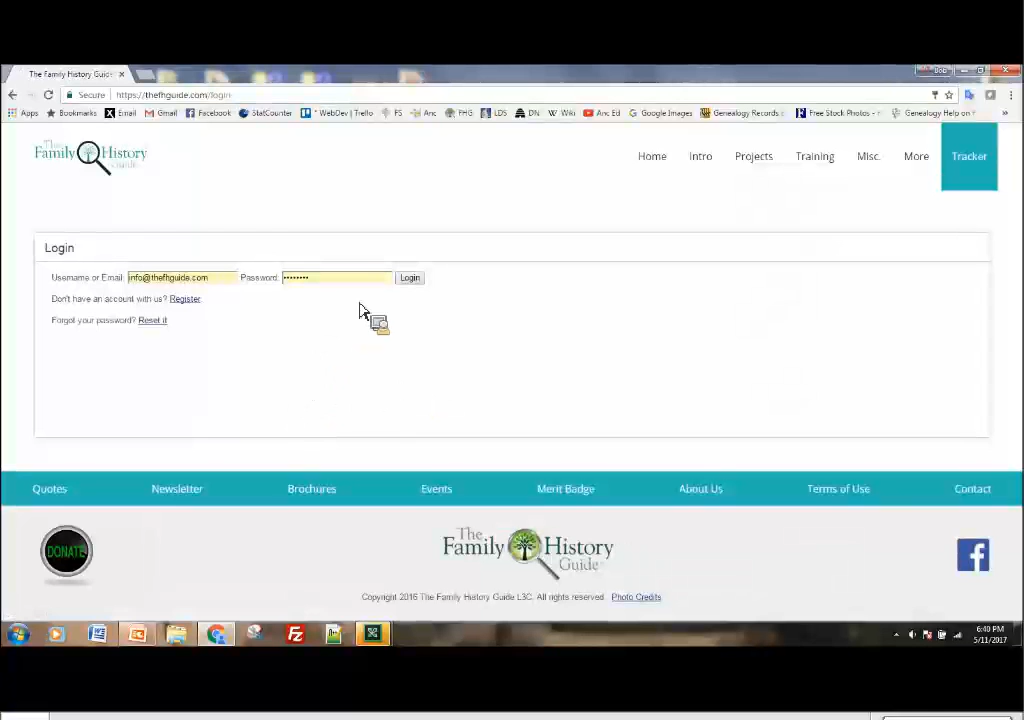 The Family History Guide
Secure https://thefhguide.com/login
Apps Bookmarks Email Gmail Facebook StatCounter * WebDev | Trello FS Anc FHG LDS DN Wiki Anc Ed Google Images Genealogy Records Free Stock Photos - Genealogy Help on
The Family History Guide
Home Intro Projects Training Misc. More Tracker
Login
Username or Email: info@thefhguide.com Password: •••••••• Login
Don't have an account with us? Register
Forgot your password? Reset it
Quotes Newsletter Brochures Events Merit Badge About Us Terms of Use Contact
DONATE
The Family History Guide
Copyright 2016 The Family History Guide L3C. All rights reserved. Photo Credits
6:40 PM
5/11/2017